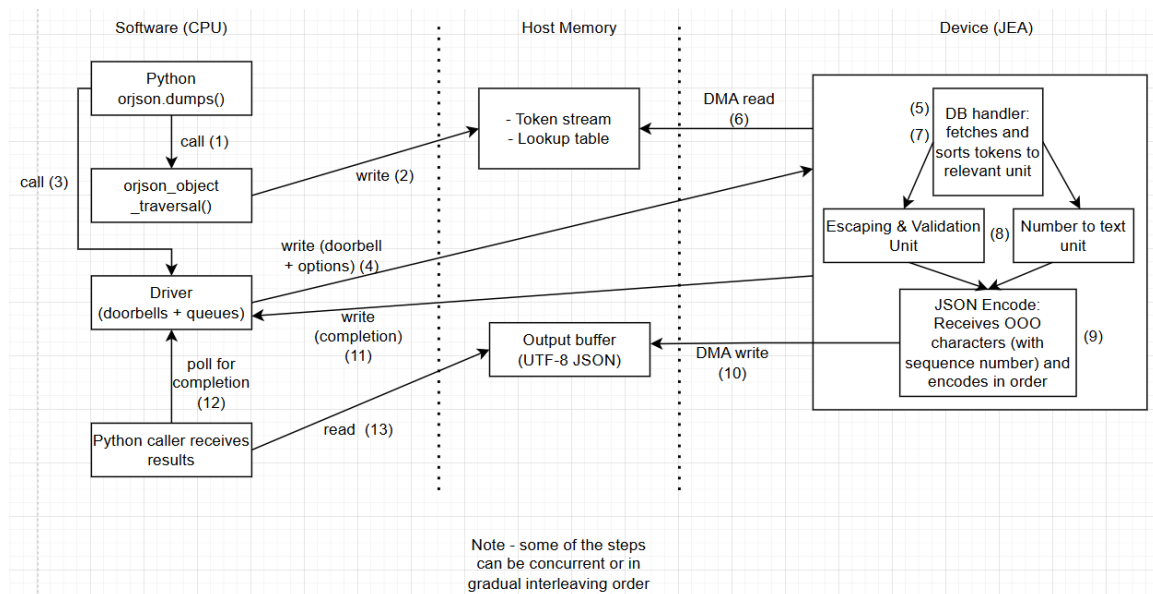 Software (CPU)
Host Memory
Device (JEA)
Python
orjson.dumps()
call (1)
call (3)
orjson_object
_traversal()
write (2)
- Token stream
- Lookup table
DMA read
(6)
(5)
(7)
DB handler:
fetches and
sorts tokens to
relevant unit
Escaping & Validation
Unit
(8)
Number to text
unit
write (doorbell
+ options) (4)
Driver
(doorbells + queues)
write
(completion)
(11)
Output buffer
(UTF-8 JSON)
DMA write
(10)
JSON Encode:
Receives OOO
characters (with
sequence number) and
encodes in order
(9)
poll for
completion
(12)
Python caller receives
results
read (13)
Note - some of the steps
can be concurrent or in
gradual interleaving order